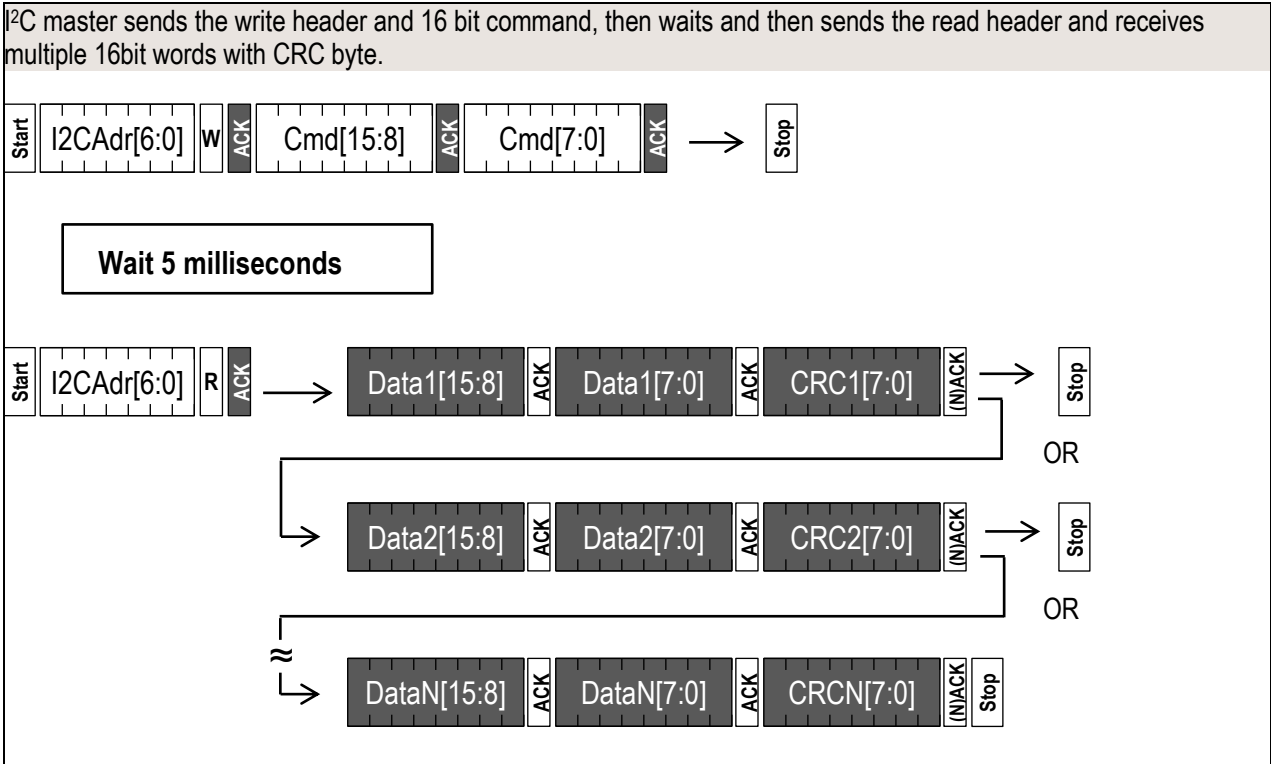 I²C master sends the write header and 16 bit command, then waits and then sends the read header and receives
multiple 16bit words with CRC byte.
Start I2CAdr[6:0] W ACK Cmd[15:8] ACK Cmd[7:0] ACK Stop
Wait 5 milliseconds
Start I2CAdr[6:0] R ACK Data1[15:8] ACK Data1[7:0] ACK CRC1[7:0] (N)ACK Stop
OR
Data2[15:8] ACK Data2[7:0] ACK CRC2[7:0] (N)ACK Stop
OR
≈
DataN[15:8] ACK DataN[7:0] ACK CRCN[7:0] (N)ACK Stop